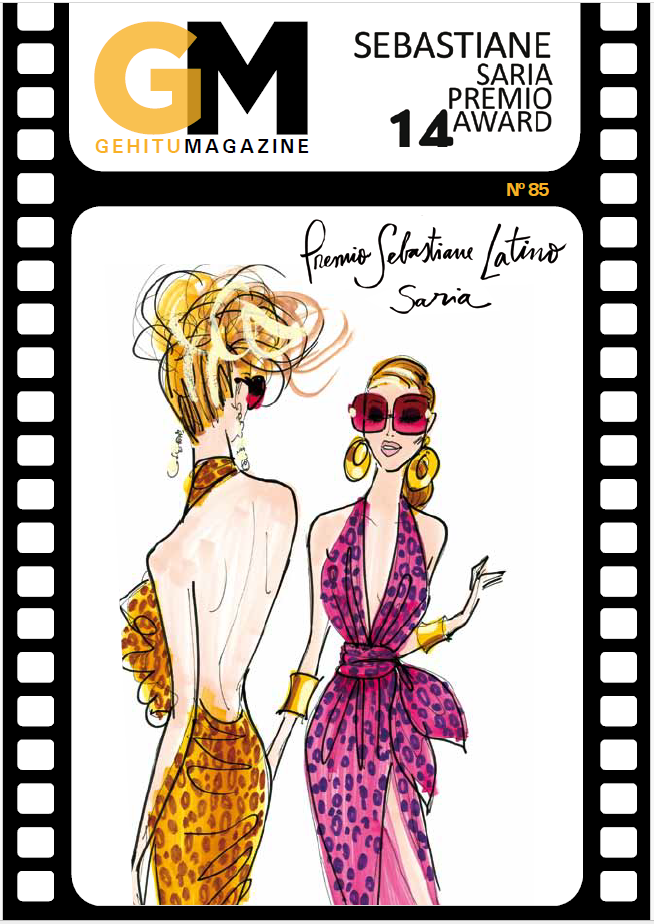 GM
GEHITUMAGAZINE
SEBASTIANE
SARIA
PREMIO
14 AWARD
Nº 85
Premio Sebastiane Latino
Saria